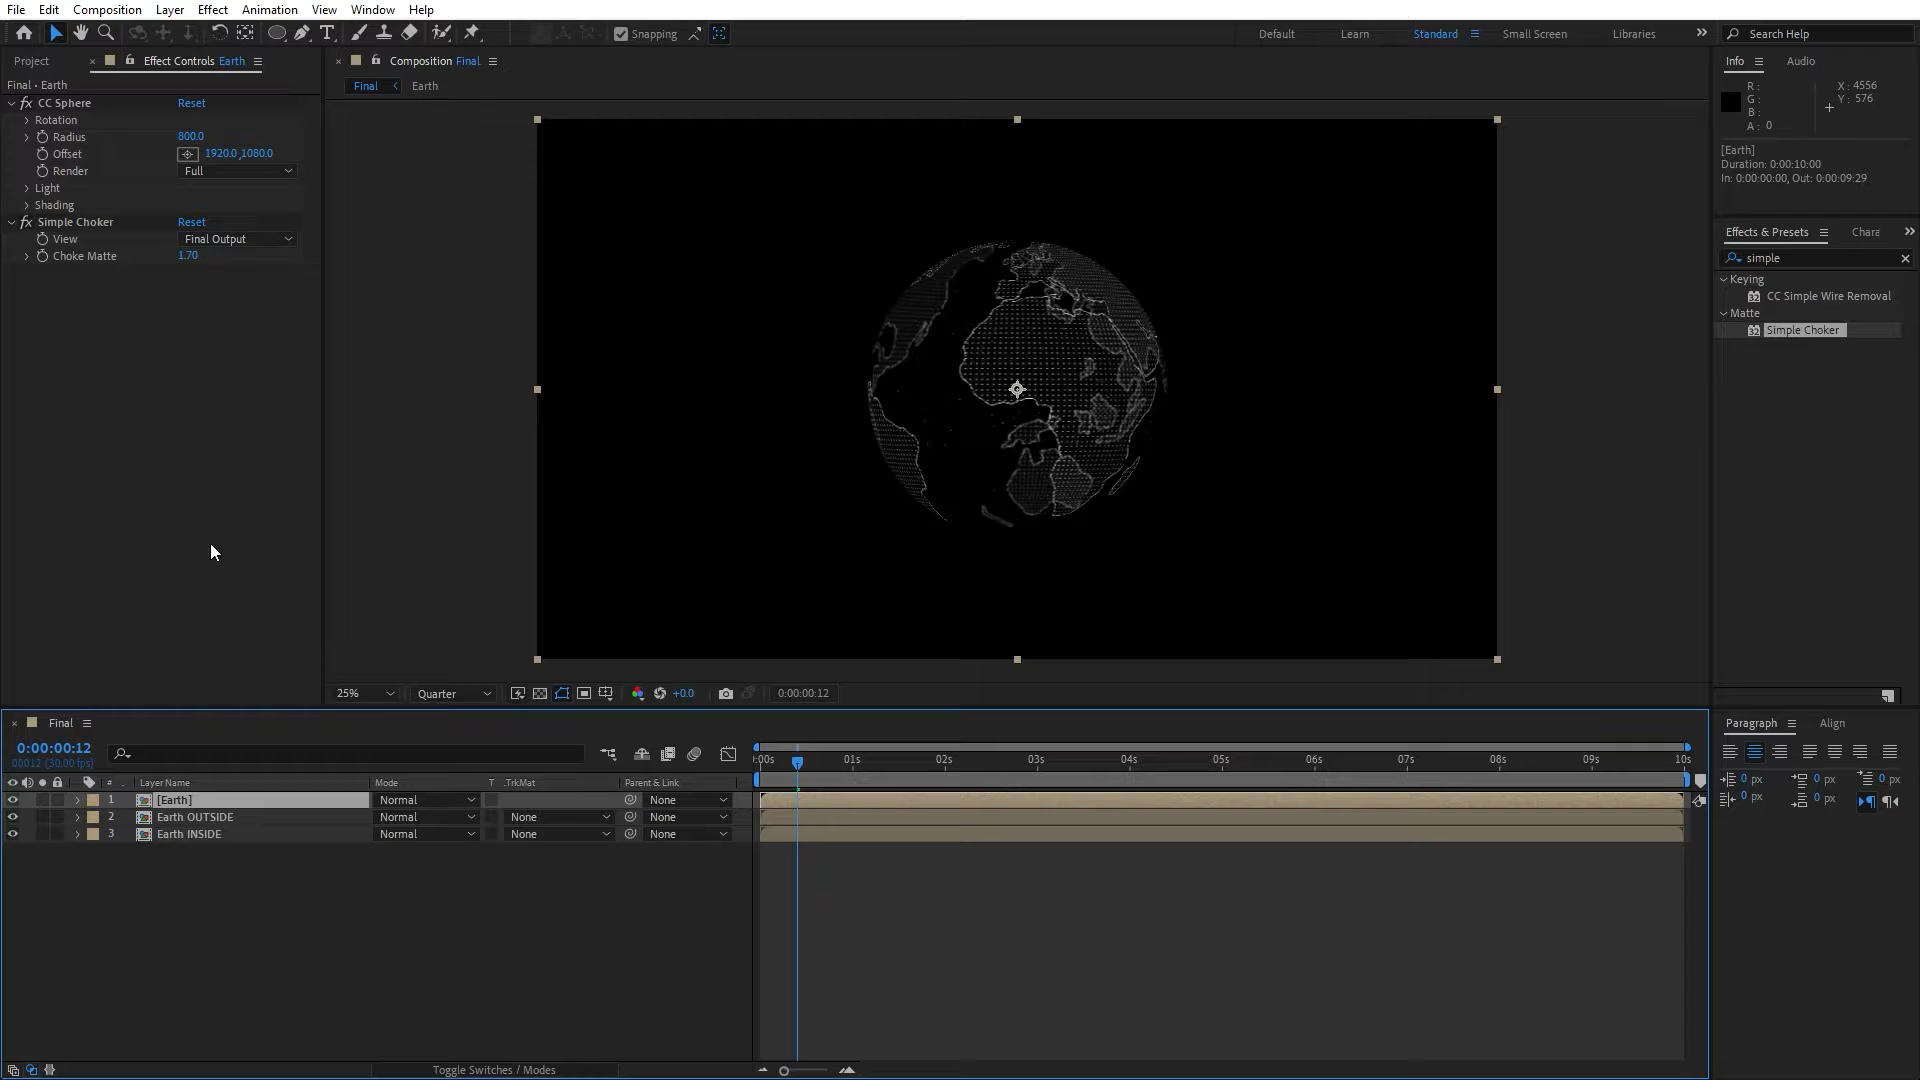 File Edit Composition Layer Effect Animation View Window Help
Snapping
Default Learn Standard Small Screen Libraries
Search Help
Project
Effect Controls Earth
Final • Earth
fx CC Sphere Reset
Rotation
Radius 800.0
Offset 1920.0,1080.0
Render Full
Light
Shading
fx Simple Choker Reset
View Final Output
Choke Matte 1.70
Composition Final
Final Earth
25% Quarter +0.0 0:00:00:12
Info Audio
R :
G :
B :
A : 0
X : 4556
Y : 576
[Earth]
Duration: 0:00:10:00
In: 0:00:00:00, Out: 0:00:09:29
Effects & Presets Chara
simple
Keying
32 CC Simple Wire Removal
Matte
32 Simple Choker
Final
0:00:00:12
00012 (30.00 fps)
# Layer Name Mode T .TrkMat Parent & Link
1 [Earth] Normal None
2 Earth OUTSIDE Normal None None
3 Earth INSIDE Normal None None
):00s 01s 02s 03s 04s 05s 06s 07s 08s 09s 10s
Toggle Switches / Modes
Paragraph Align
0 px 0 px 0 px
0 px 0 px